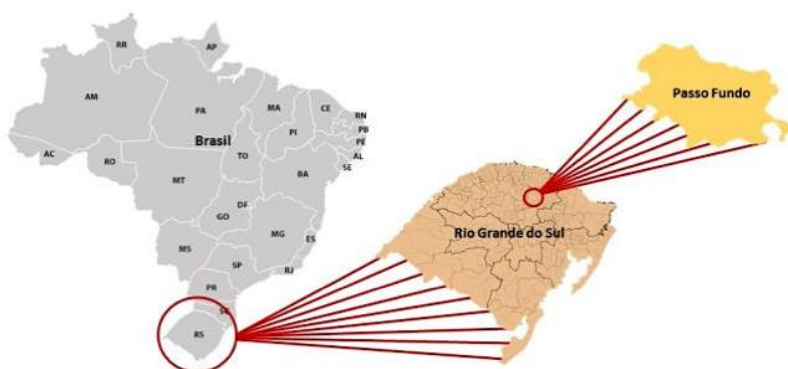 RR
AP
AM
PA
MA
CE
RN
PB
PE
AL
SE
PI
Brasil
TO
AC
RO
BA
MT
DF
GO
MG
ES
MS
SP
RJ
PR
SC
RS
Rio Grande do Sul
Passo Fundo